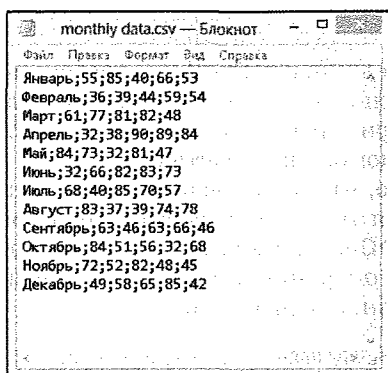 monthly data.csv — Блокнот
Файл Правка Формат Вид Справка
Январь;55;85;40;66;53
Февраль;36;39;44;59;54
Март;61;77;81;82;48
Апрель;32;38;90;89;84
Май;84;73;32;81;47
Июнь;32;66;82;83;73
Июль;68;40;85;70;57
Август;83;37;39;74;78
Сентябрь;63;46;63;66;46
Октябрь;84;51;56;32;68
Ноябрь;72;52;82;48;45
Декабрь;49;58;65;85;42